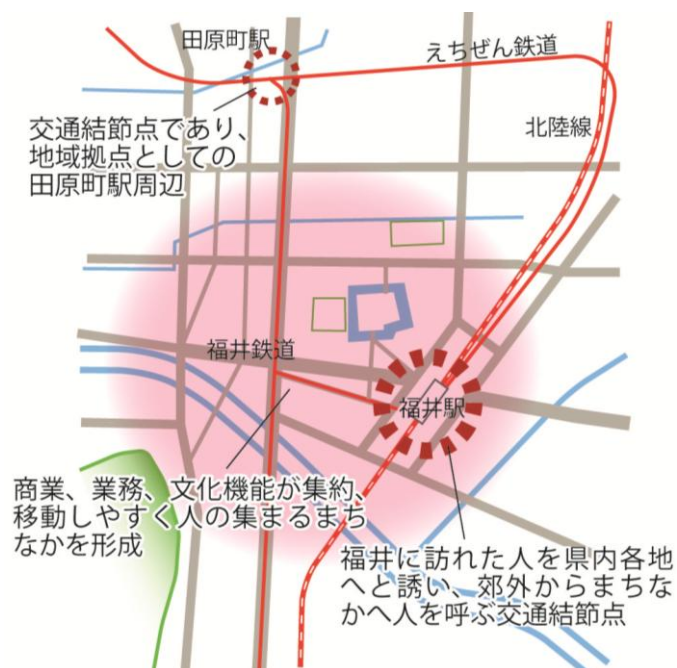 田原町駅
えちぜん鉄道
北陸線
交通結節点であり、
地域拠点としての
田原町駅周辺
福井鉄道
福井駅
商業、業務、文化機能が集約、
移動しやすく人の集まるまち
なかを形成
福井に訪れた人を県内各地
へと誘い、郊外からまちな
かへ人を呼ぶ交通結節点